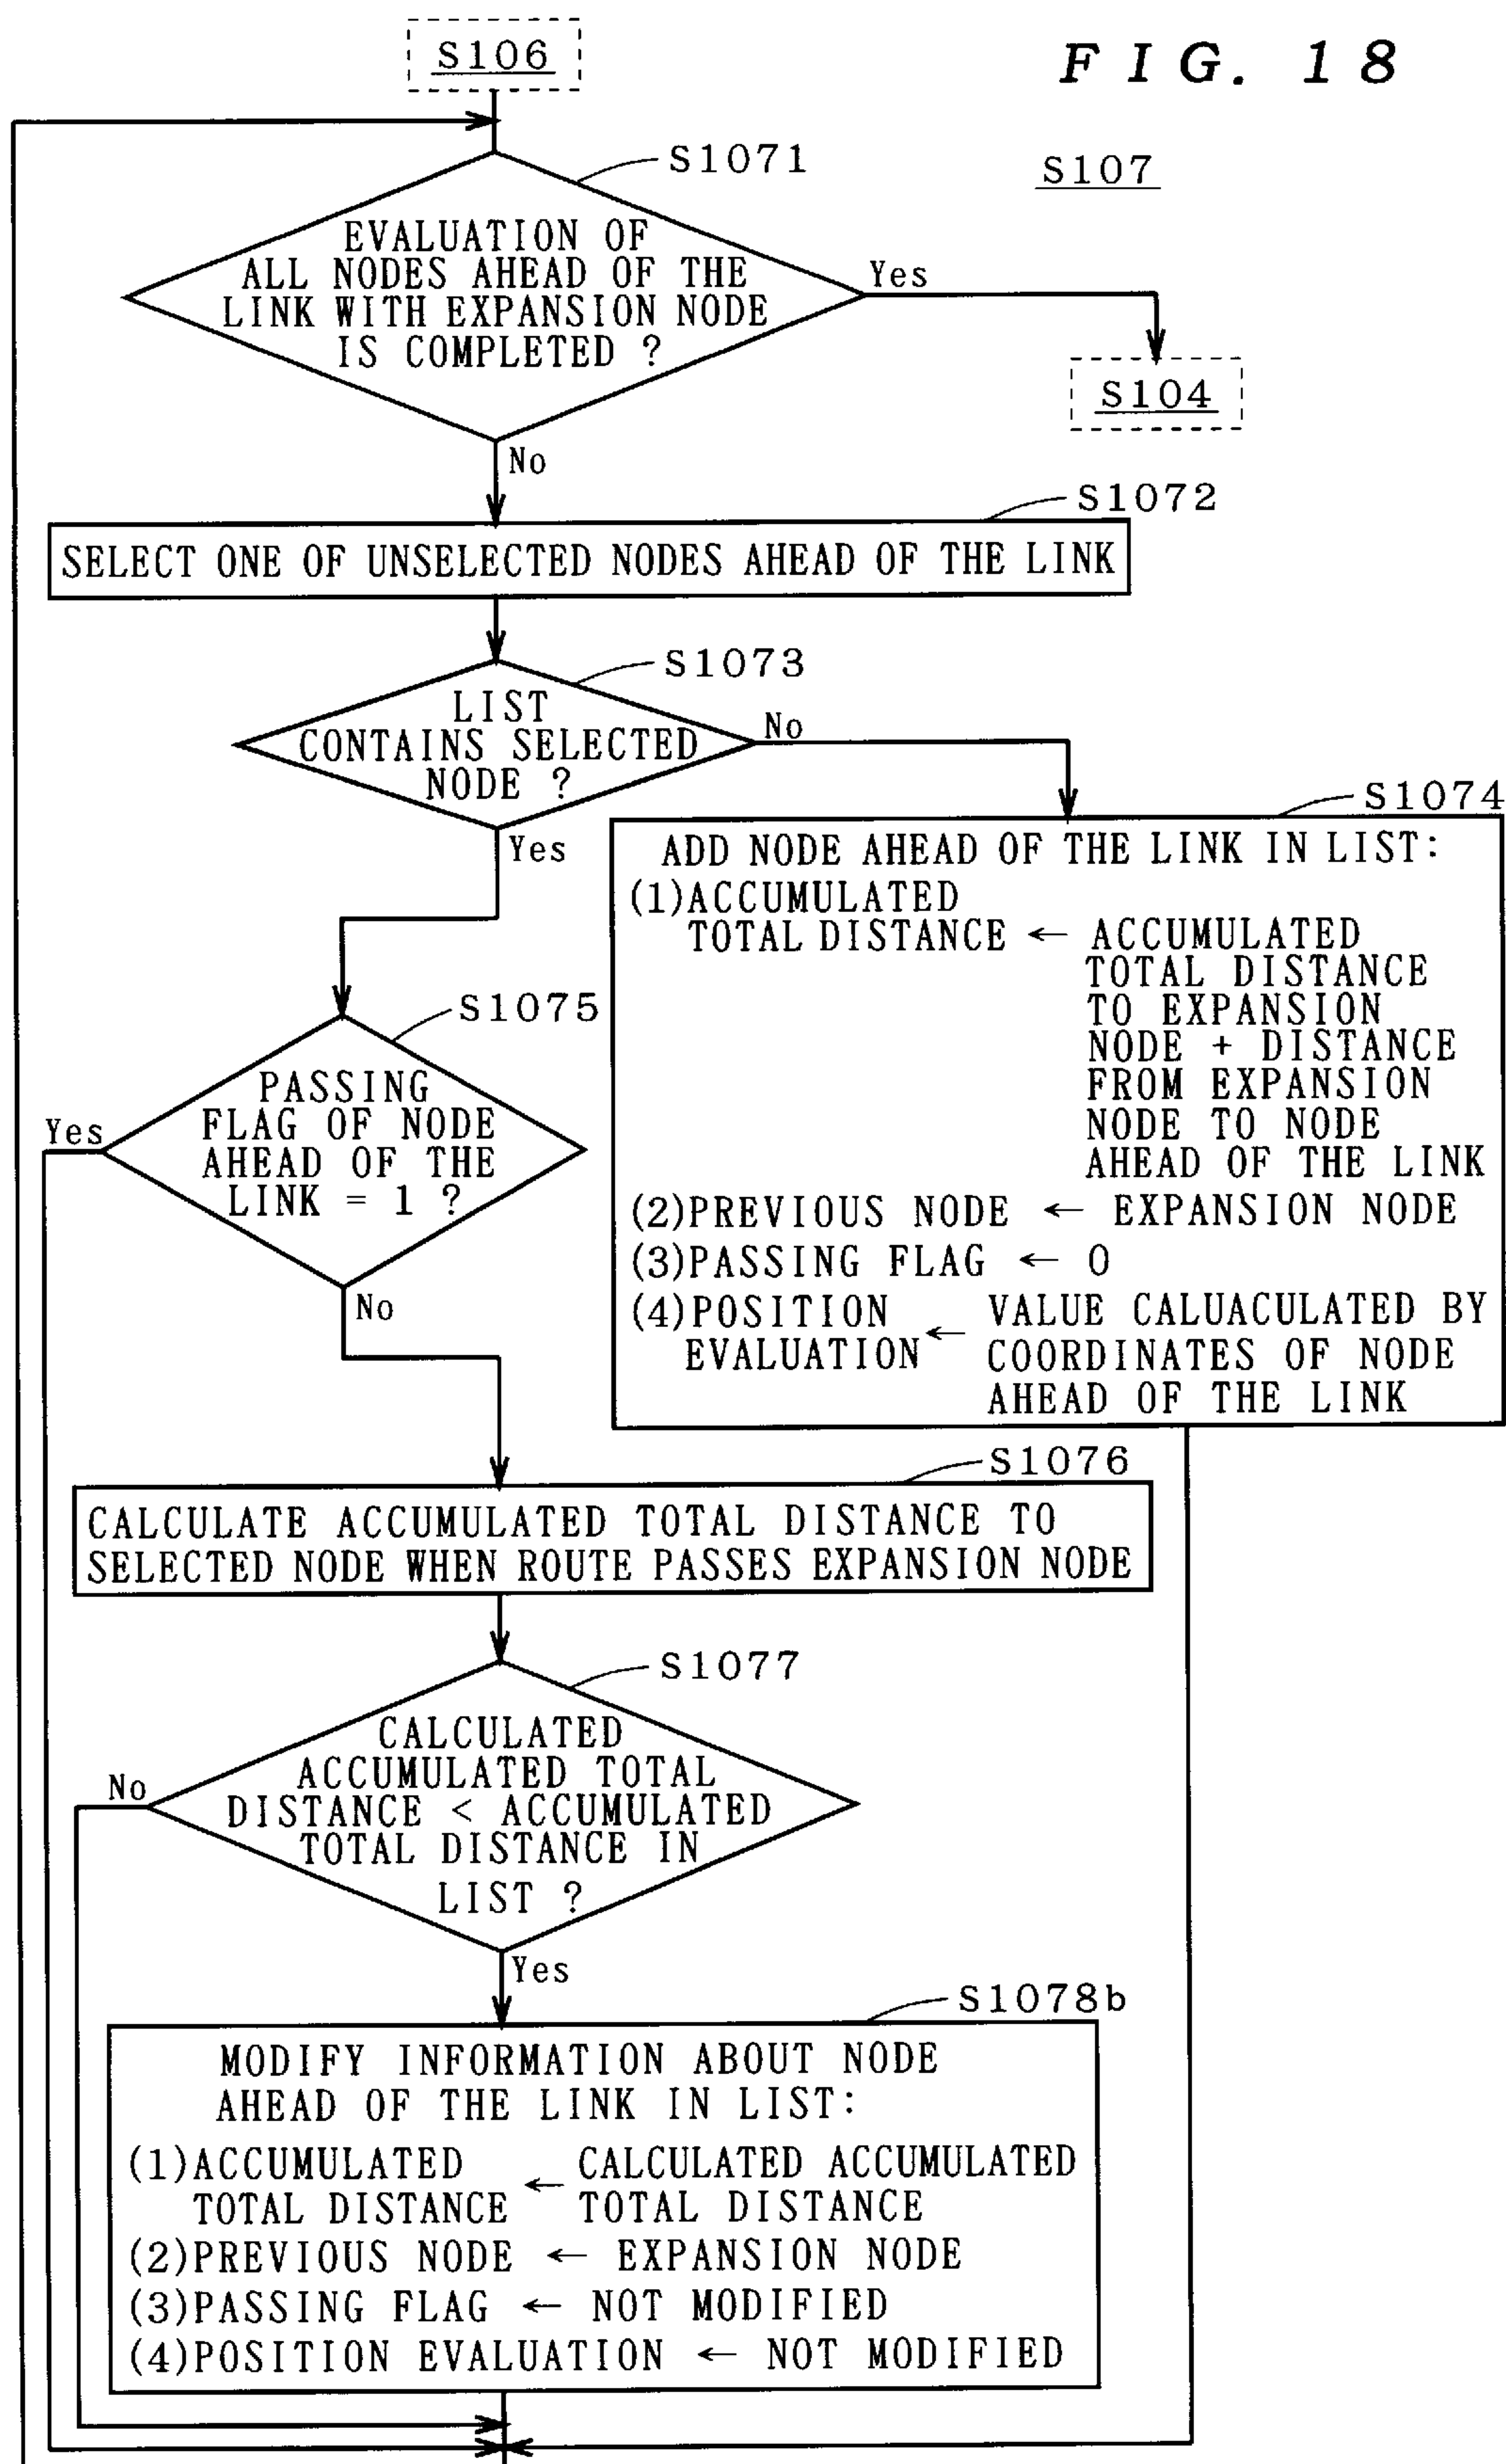 S106
FIG. 18
S1071
S107
EVALUATION OF
ALL NODES AHEAD OF THE
LINK WITH EXPANSION NODE
IS COMPLETED ?
Yes
S104
No
S1072
SELECT ONE OF UNSELECTED NODES AHEAD OF THE LINK
S1073
LIST
CONTAINS SELECTED
NODE ?
No
Yes
S1074
ADD NODE AHEAD OF THE LINK IN LIST:
(1)ACCUMULATED
TOTAL DISTANCE ← ACCUMULATED
TOTAL DISTANCE
TO EXPANSION
NODE + DISTANCE
FROM EXPANSION
NODE TO NODE
AHEAD OF THE LINK
(2)PREVIOUS NODE ← EXPANSION NODE
(3)PASSING FLAG ← 0
(4)POSITION EVALUATION ← VALUE CALUACULATED BY
COORDINATES OF NODE
AHEAD OF THE LINK
S1075
PASSING
FLAG OF NODE
AHEAD OF THE
LINK = 1 ?
Yes
No
S1076
CALCULATE ACCUMULATED TOTAL DISTANCE TO
SELECTED NODE WHEN ROUTE PASSES EXPANSION NODE
S1077
CALCULATED
ACCUMULATED TOTAL
DISTANCE < ACCUMULATED
TOTAL DISTANCE IN
LIST ?
No
Yes
S1078b
MODIFY INFORMATION ABOUT NODE
AHEAD OF THE LINK IN LIST:
(1)ACCUMULATED TOTAL DISTANCE ← CALCULATED ACCUMULATED
TOTAL DISTANCE
(2)PREVIOUS NODE ← EXPANSION NODE
(3)PASSING FLAG ← NOT MODIFIED
(4)POSITION EVALUATION ← NOT MODIFIED